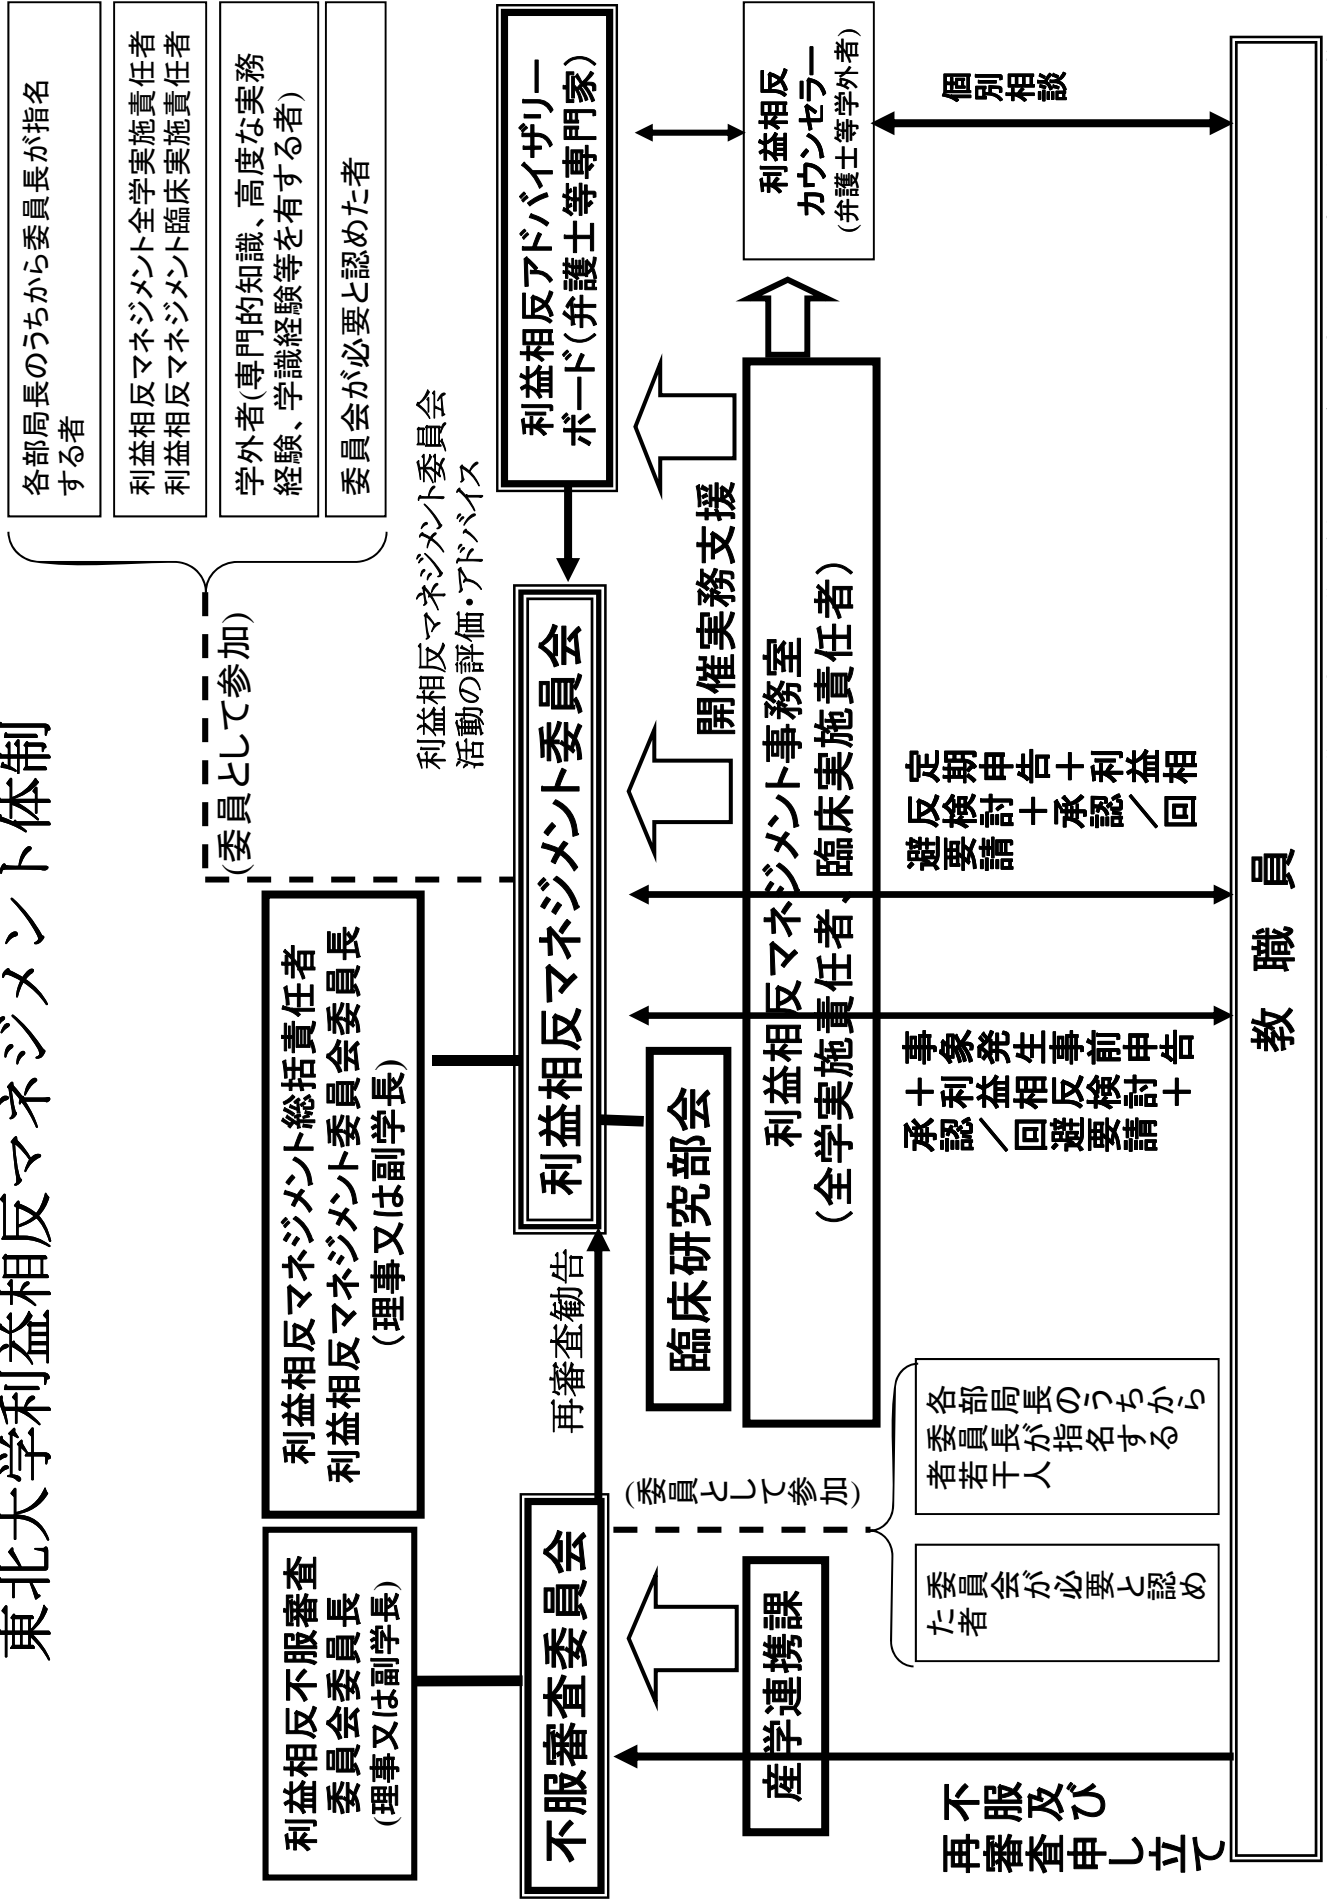 東北大学利益相反マネジメント体制
利益相反不服審査
委員会委員長
(理事又は副学長)
利益相反マネジメント総括責任者
利益相反マネジメント委員会委員長
(理事又は副学長)
(委員として参加)
各部局長のうちから委員長が指名
する者
利益相反マネジメント全学実施責任者
利益相反マネジメント臨床実施責任者
学外者(専門的知識、高度な実務
経験、学識経験等を有する者)
委員会が必要と認めた者
利益相反マネジメント委員会
活動の評価・アドバイス
不服審査委員会
再審査勧告
利益相反マネジメント委員会
利益相反アドバイザリー
ボード(弁護士等専門家)
臨床研究部会
開催実務支援
(委員として参加)
産学連携課
利益相反マネジメント事務室
(全学実施責任者、臨床実施責任者)
利益相反
カウンセラー
(弁護士等学外者)
不服及び
再審査申し立て
委員会が必要と認め
た者
各部局長のうちから
委員長が指名する
者若干人
事象発生事前申告
+利益相反検討+
承認/回避要請
定期申告+利益相
反検討+承認/回
避要請
個別相談
教 職 員